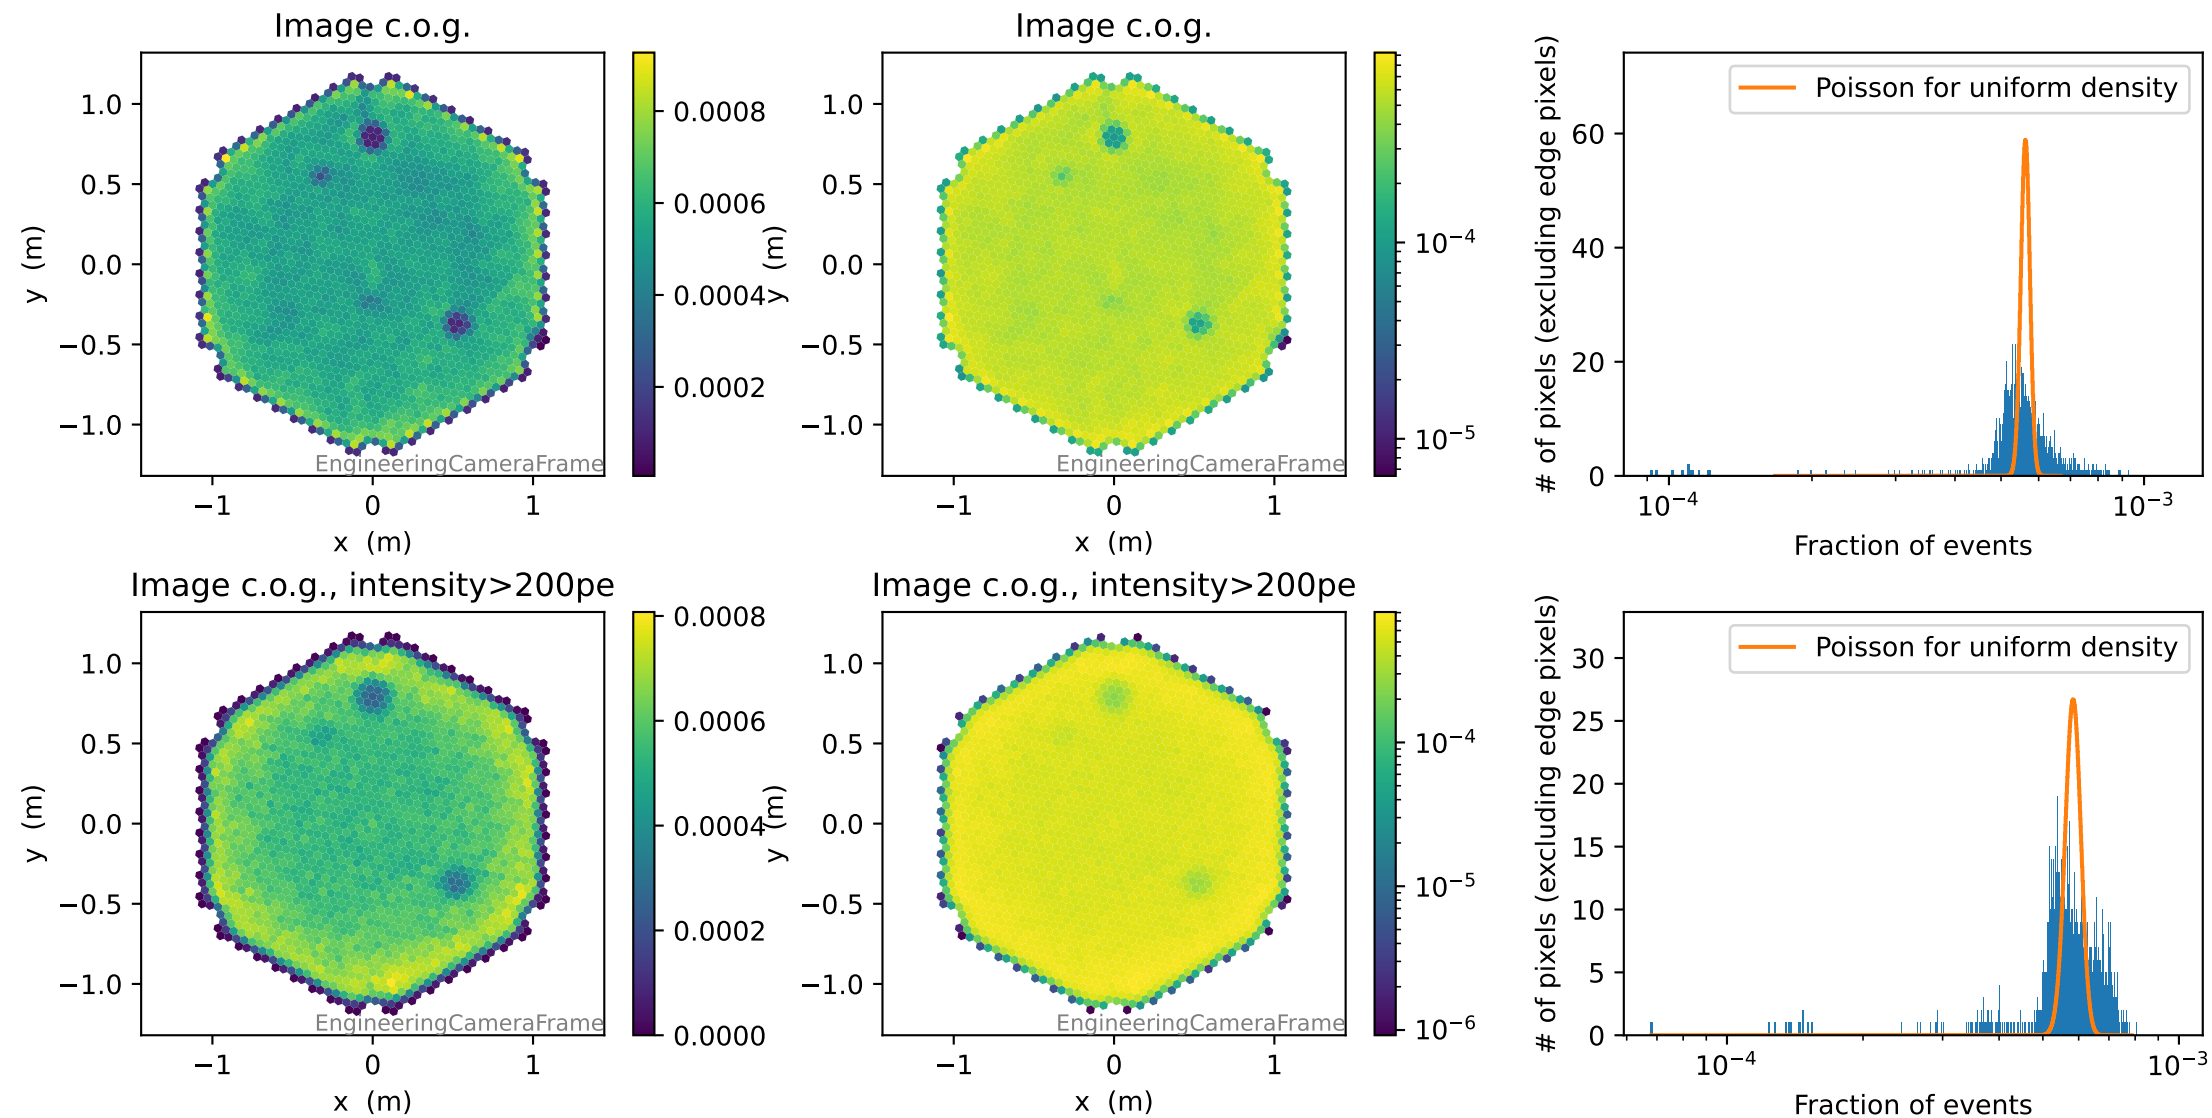 Image c.o.g.
1.0
0.5
0.0
−0.5
−1.0
y (m)
−1
0
1
x (m)
EngineeringCameraFrame
0.0008
0.0006
0.0004
0.0002
Image c.o.g.
1.0
0.5
0.0
−0.5
−1.0
y (m)
−1
0
1
x (m)
EngineeringCameraFrame
10⁻⁴
10⁻⁵
# of pixels (excluding edge pixels)
60
40
20
0
Poisson for uniform density
10⁻⁴
10⁻³
Fraction of events
Image c.o.g., intensity>200pe
1.0
0.5
0.0
−0.5
−1.0
y (m)
−1
0
1
x (m)
EngineeringCameraFrame
0.0008
0.0006
0.0004
0.0002
0.0000
Image c.o.g., intensity>200pe
1.0
0.5
0.0
−0.5
−1.0
y (m)
−1
0
1
x (m)
EngineeringCameraFrame
10⁻⁴
10⁻⁵
10⁻⁶
# of pixels (excluding edge pixels)
30
25
20
15
10
5
0
Poisson for uniform density
10⁻⁴
10⁻³
Fraction of events